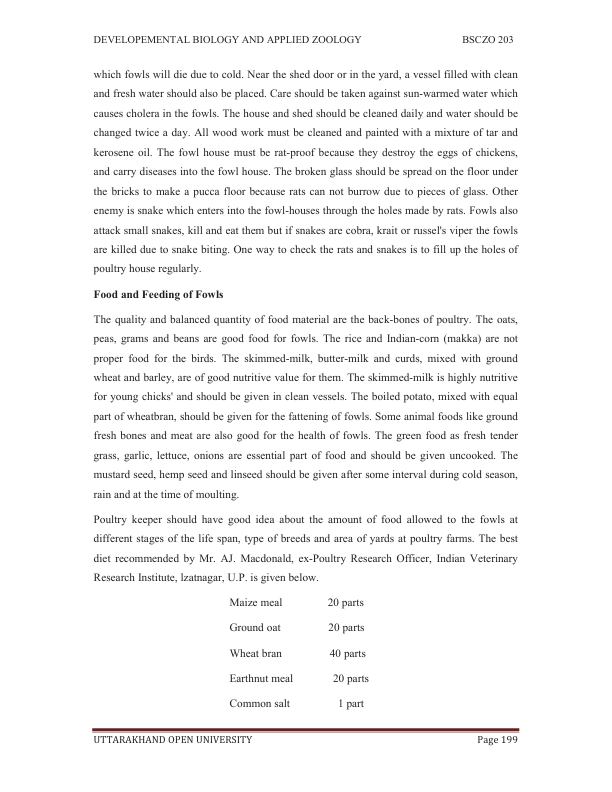 DEVELOPEMENTAL BIOLOGY AND APPLIED ZOOLOGY BSCZO 203
which fowls will die due to cold. Near the shed door or in the yard, a vessel filled with clean
and fresh water should also be placed. Care should be taken against sun-warmed water which
causes cholera in the fowls. The house and shed should be cleaned daily and water should be
changed twice a day. All wood work must be cleaned and painted with a mixture of tar and
kerosene oil. The fowl house must be rat-proof because they destroy the eggs of chickens,
and carry diseases into the fowl house. The broken glass should be spread on the floor under
the bricks to make a pucca floor because rats can not burrow due to pieces of glass. Other
enemy is snake which enters into the fowl-houses through the holes made by rats. Fowls also
attack small snakes, kill and eat them but if snakes are cobra, krait or russel's viper the fowls
are killed due to snake biting. One way to check the rats and snakes is to fill up the holes of
poultry house regularly.
Food and Feeding of Fowls
The quality and balanced quantity of food material are the back-bones of poultry. The oats,
peas, grams and beans are good food for fowls. The rice and Indian-corn (makka) are not
proper food for the birds. The skimmed-milk, butter-milk and curds, mixed with ground
wheat and barley, are of good nutritive value for them. The skimmed-milk is highly nutritive
for young chicks' and should be given in clean vessels. The boiled potato, mixed with equal
part of wheatbran, should be given for the fattening of fowls. Some animal foods like ground
fresh bones and meat are also good for the health of fowls. The green food as fresh tender
grass, garlic, lettuce, onions are essential part of food and should be given uncooked. The
mustard seed, hemp seed and linseed should be given after some interval during cold season,
rain and at the time of moulting.
Poultry keeper should have good idea about the amount of food allowed to the fowls at
different stages of the life span, type of breeds and area of yards at poultry farms. The best
diet recommended by Mr. AJ. Macdonald, ex-Poultry Research Officer, Indian Veterinary
Research Institute, lzatnagar, U.P. is given below.
Maize meal 20 parts
Ground oat 20 parts
Wheat bran 40 parts
Earthnut meal 20 parts
Common salt 1 part
UTTARAKHAND OPEN UNIVERSITY Page 199